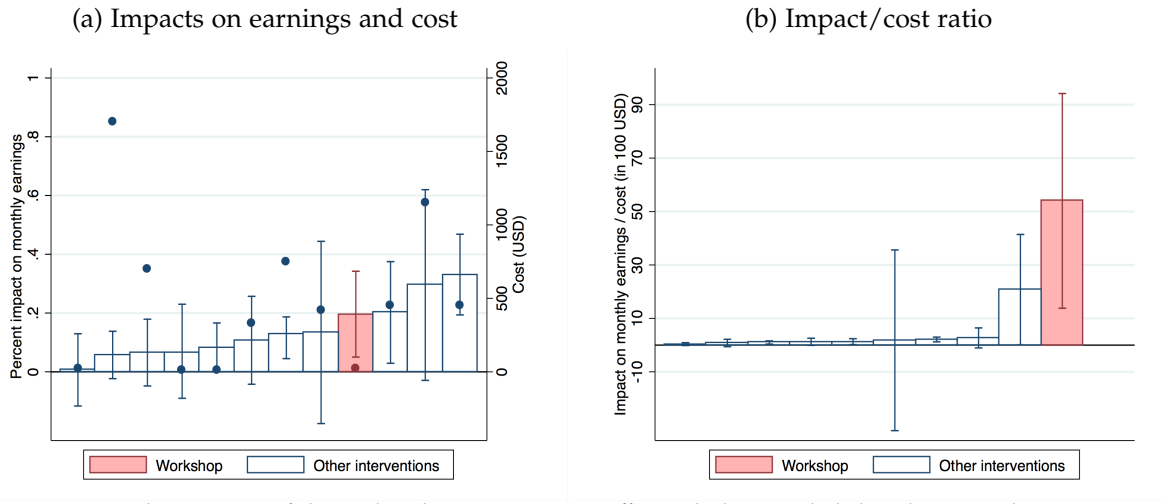 (a) Impacts on earnings and cost
Percent impact on monthly earnings
1
.8
.6
.4
.2
0
2000
1500
1000
500
0
Cost (USD)
Workshop
Other interventions
(b) Impact/cost ratio
Impact on monthly earnings / cost (in 100 USD)
90
70
50
30
10
-10
Workshop
Other interventions